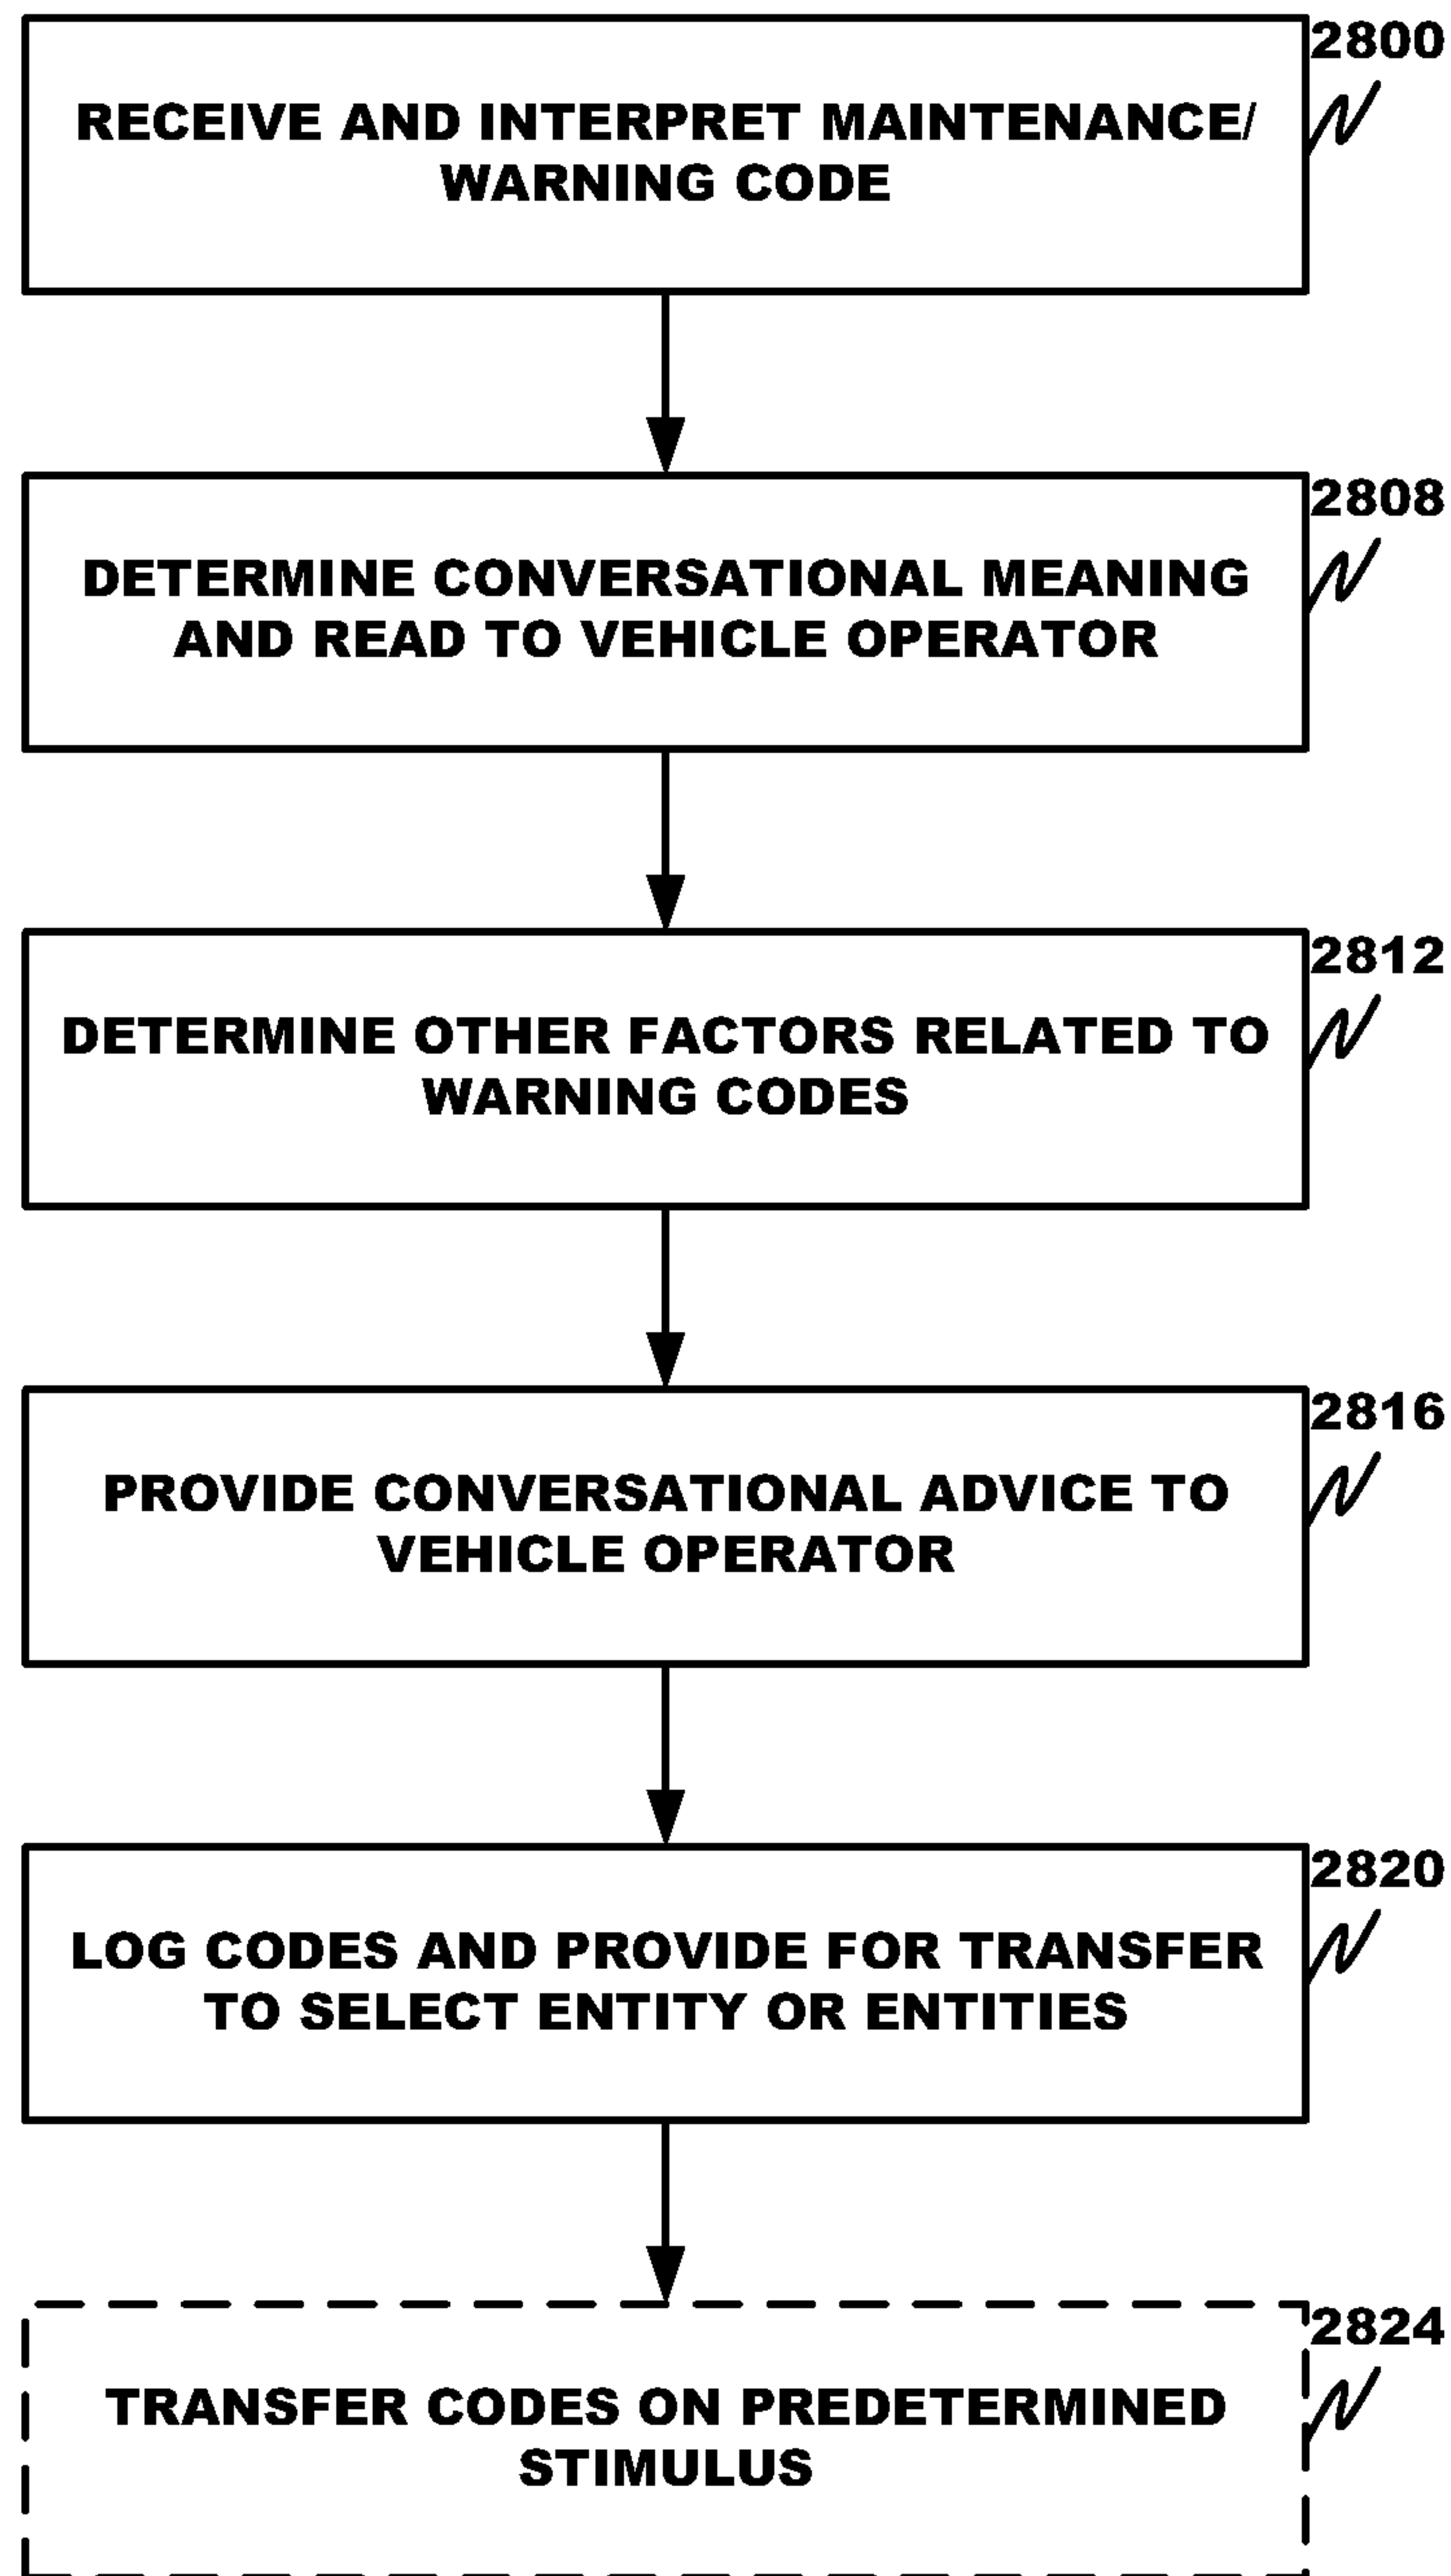 2800
RECEIVE AND INTERPRET MAINTENANCE/
WARNING CODE
2808
DETERMINE CONVERSATIONAL MEANING
AND READ TO VEHICLE OPERATOR
2812
DETERMINE OTHER FACTORS RELATED TO
WARNING CODES
2816
PROVIDE CONVERSATIONAL ADVICE TO
VEHICLE OPERATOR
2820
LOG CODES AND PROVIDE FOR TRANSFER
TO SELECT ENTITY OR ENTITIES
2824
TRANSFER CODES ON PREDETERMINED
STIMULUS